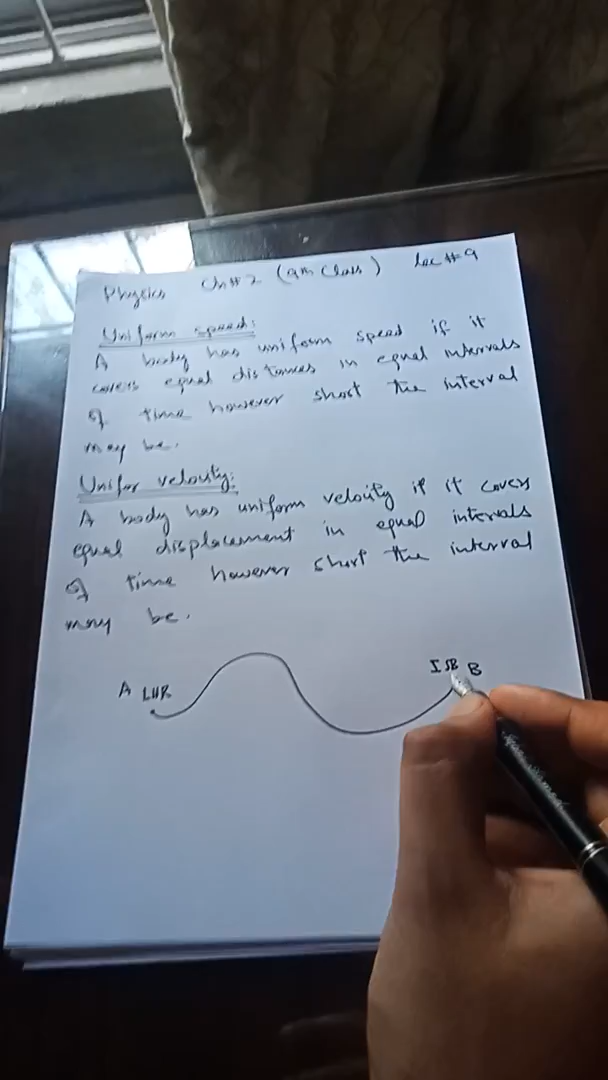 Physics Ch#2 (9th Class) Lec #9
Uniform speed:
A body has uniform speed if it
covers equal distances in equal intervals
of time however short the interval
may be.
Unifor velocity:
A body has uniform velocity if it covers
equal displacement in equal intervals
of time however short the interval
may be.
A LHR ISB B